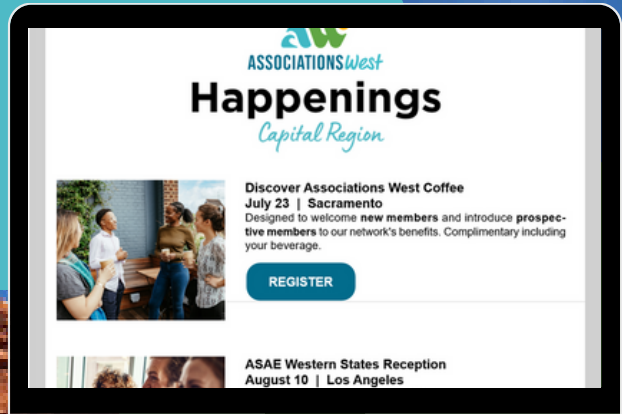 ASSOCIATIONSWest
Happenings
Capital Region
Discover Associations West Coffee
July 23 | Sacramento
Designed to welcome new members and introduce prospec-
tive members to our network's benefits. Complimentary including
your beverage.
REGISTER
ASAE Western States Reception
August 10 | Los Angeles